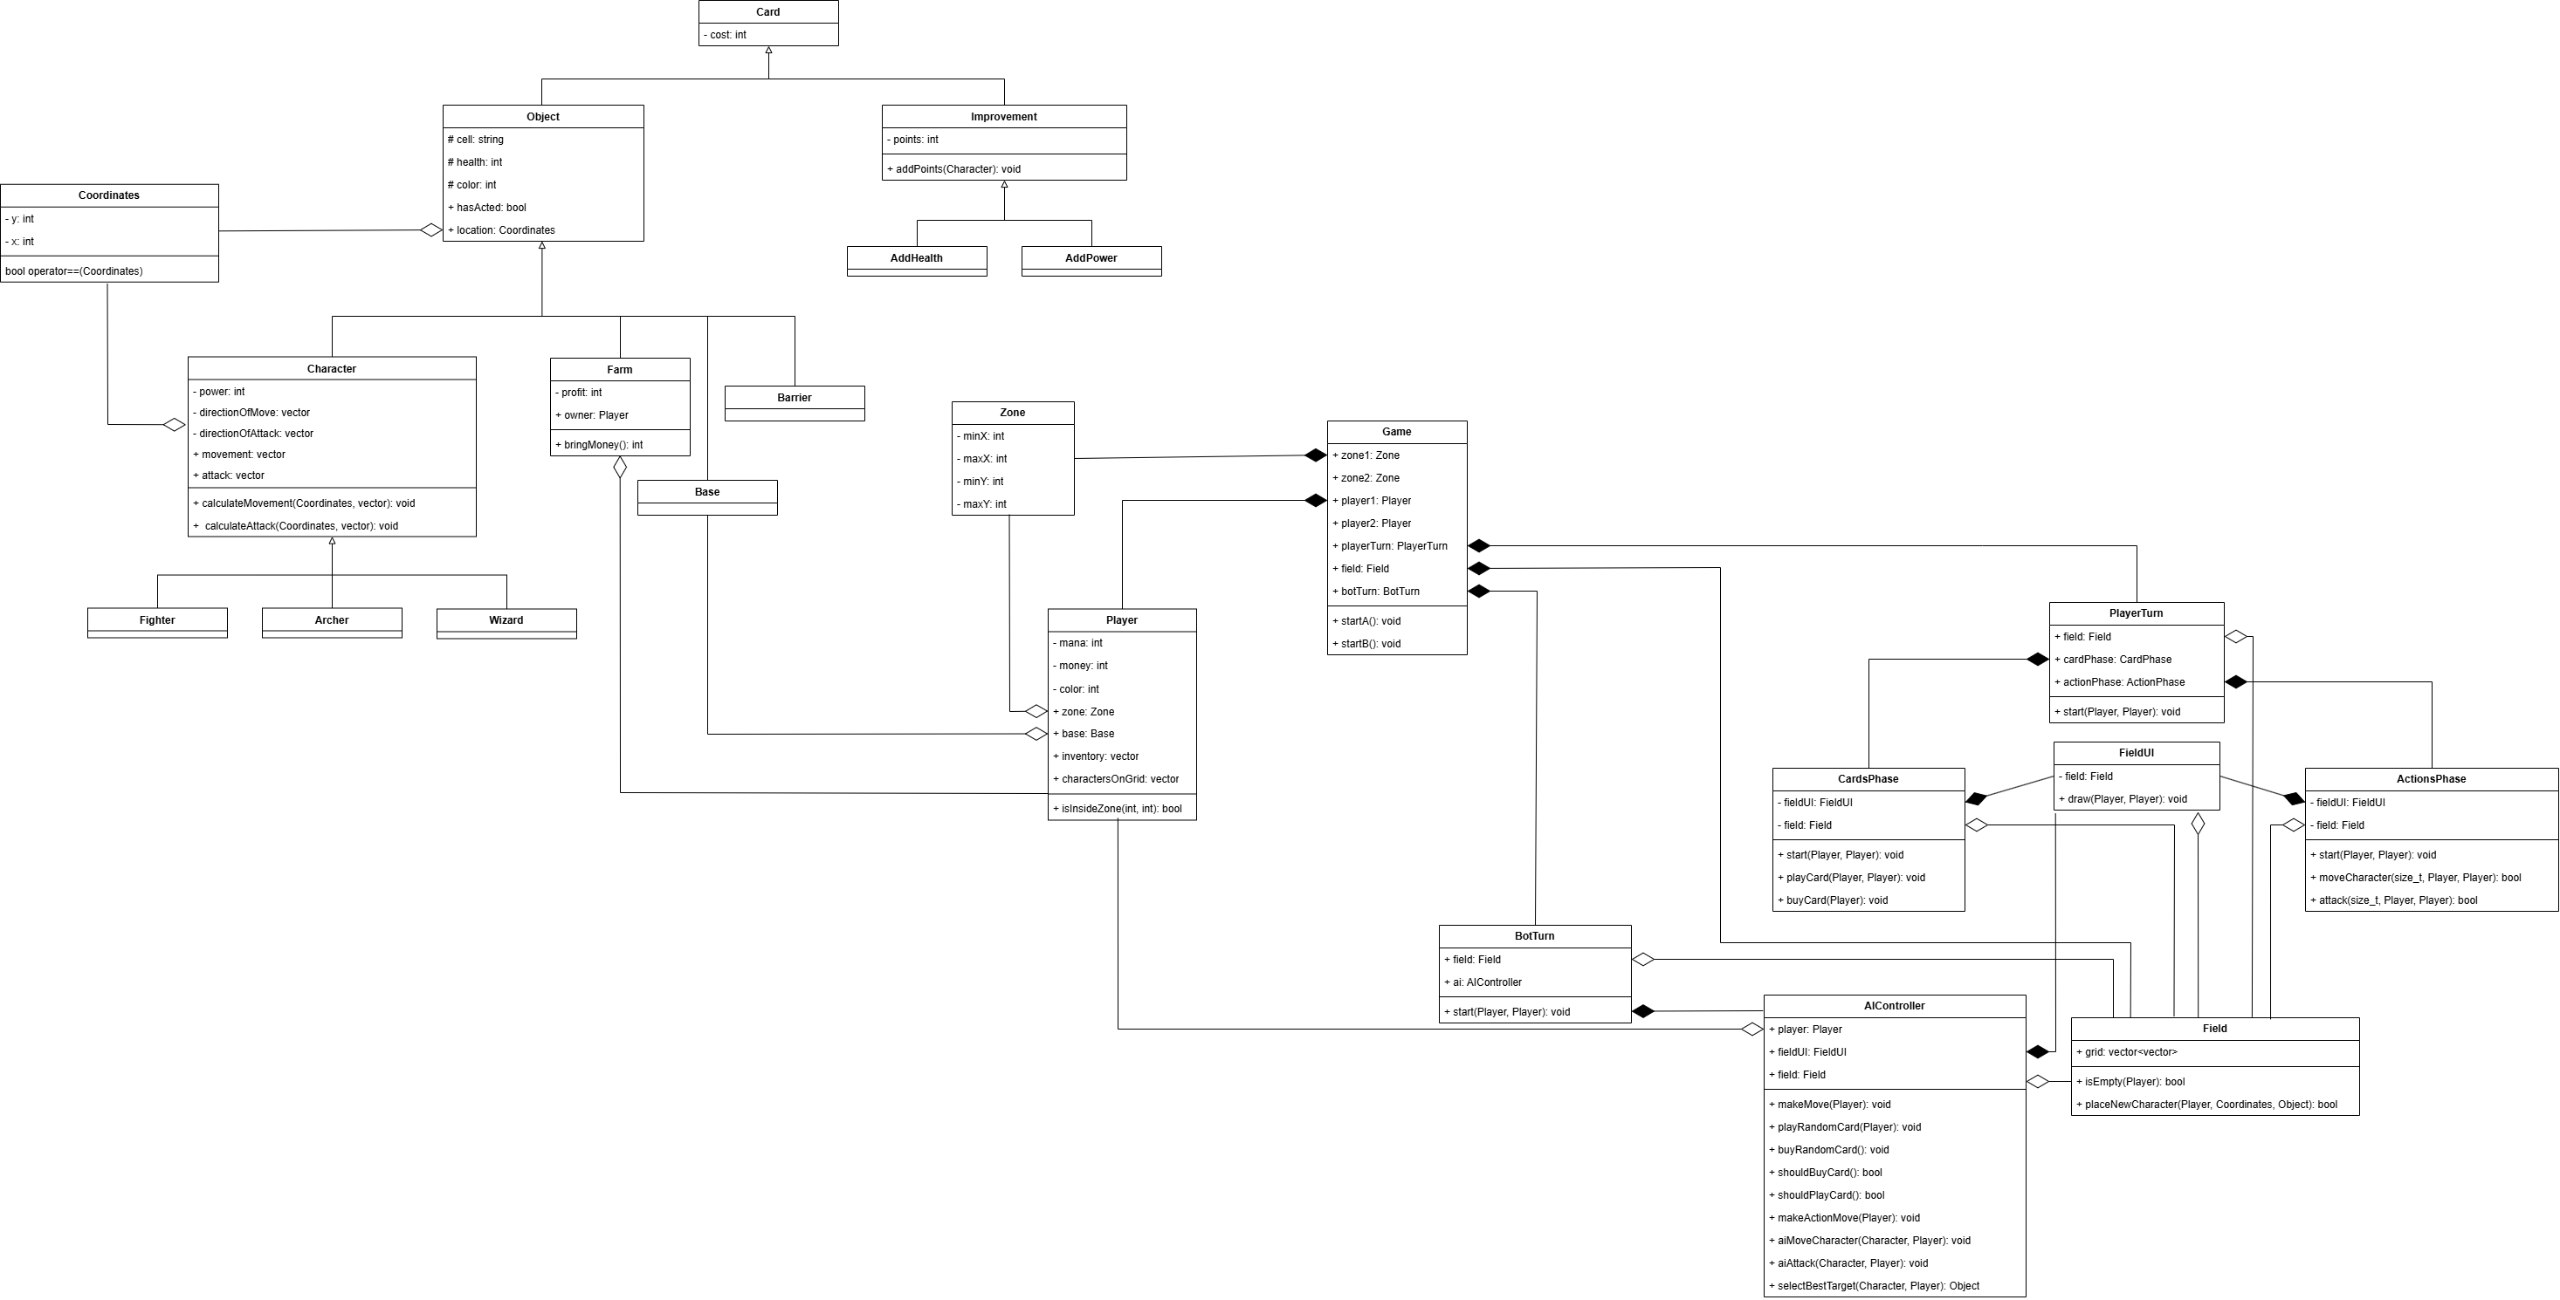 Card
- cost: int
Object
# cell: string
# health: int
# color: int
+ hasActed: bool
+ location: Coordinates
Improvement
- points: int
+ addPoints(Character): void
Coordinates
- y: int
- x: int
bool operator==(Coordinates)
AddHealth
AddPower
Character
- power: int
- directionOfMove: vector
- directionOfAttack: vector
+ movement: vector
+ attack: vector
+ calculateMovement(Coordinates, vector): void
+  calculateAttack(Coordinates, vector): void
Farm
- profit: int
+ owner: Player
+ bringMoney(): int
Barrier
Base
Zone
- minX: int
- maxX: int
- minY: int
- maxY: int
Game
+ zone1: Zone
+ zone2: Zone
+ player1: Player
+ player2: Player
+ playerTurn: PlayerTurn
+ field: Field
+ botTurn: BotTurn
+ startA(): void
+ startB(): void
Fighter
Archer
Wizard
Player
- mana: int
- money: int
- color: int
+ zone: Zone
+ base: Base
+ inventory: vector
+ charactersOnGrid: vector
+ isInsideZone(int, int): bool
PlayerTurn
+ field: Field
+ cardPhase: CardPhase
+ actionPhase: ActionPhase
+ start(Player, Player): void
FieldUI
- field: Field
+ draw(Player, Player): void
CardsPhase
- fieldUI: FieldUI
- field: Field
+ start(Player, Player): void
+ playCard(Player, Player): void
+ buyCard(Player): void
ActionsPhase
- fieldUI: FieldUI
- field: Field
+ start(Player, Player): void
+ moveCharacter(size_t, Player, Player): bool
+ attack(size_t, Player, Player): bool
BotTurn
+ field: Field
+ ai: AIController
+ start(Player, Player): void
AIController
+ player: Player
+ fieldUI: FieldUI
+ field: Field
+ makeMove(Player): void
+ playRandomCard(Player): void
+ buyRandomCard(): void
+ shouldBuyCard(): bool
+ shouldPlayCard(): bool
+ makeActionMove(Player): void
+ aiMoveCharacter(Character, Player): void
+ aiAttack(Character, Player): void
+ selectBestTarget(Character, Player): Object
Field
+ grid: vector<vector>
+ isEmpty(Player): bool
+ placeNewCharacter(Player, Coordinates, Object): bool